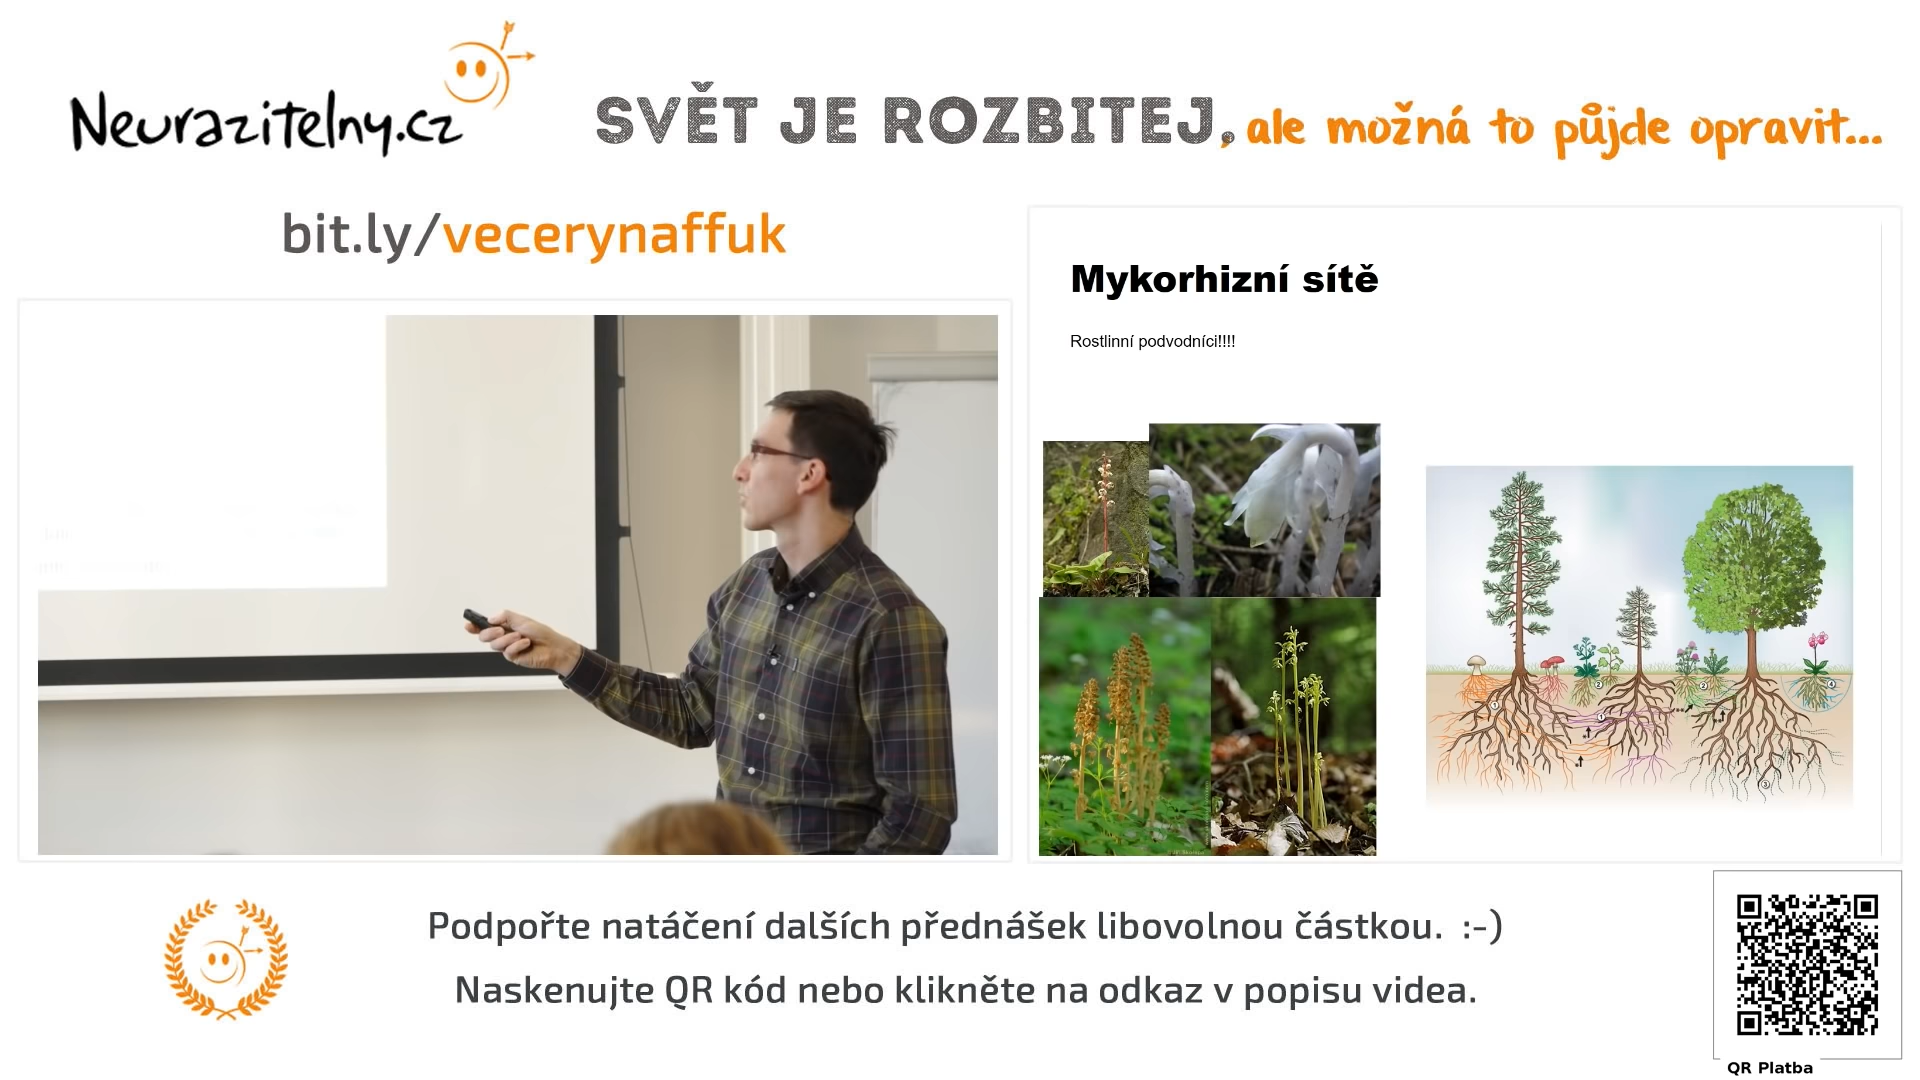 Neurazitelny.cz
SVĚT JE ROZBITEJ, ale možná to půjde opravit...
bit.ly/vecerynaffuk
Mykorhizní sítě
Rostlinní podvodníci!!!!
Podpořte natáčení dalších přednášek libovolnou částkou. :-)
Naskenujte QR kód nebo klikněte na odkaz v popisu videa.
QR Platba